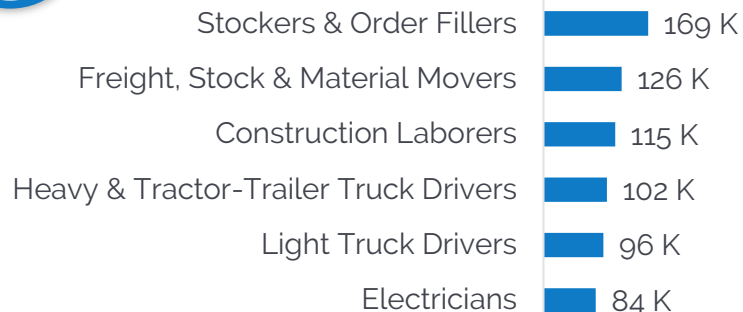 Stockers & Order Fillers 169 K
Freight, Stock & Material Movers 126 K
Construction Laborers 115 K
Heavy & Tractor-Trailer Truck Drivers 102 K
Light Truck Drivers 96 K
Electricians 84 K